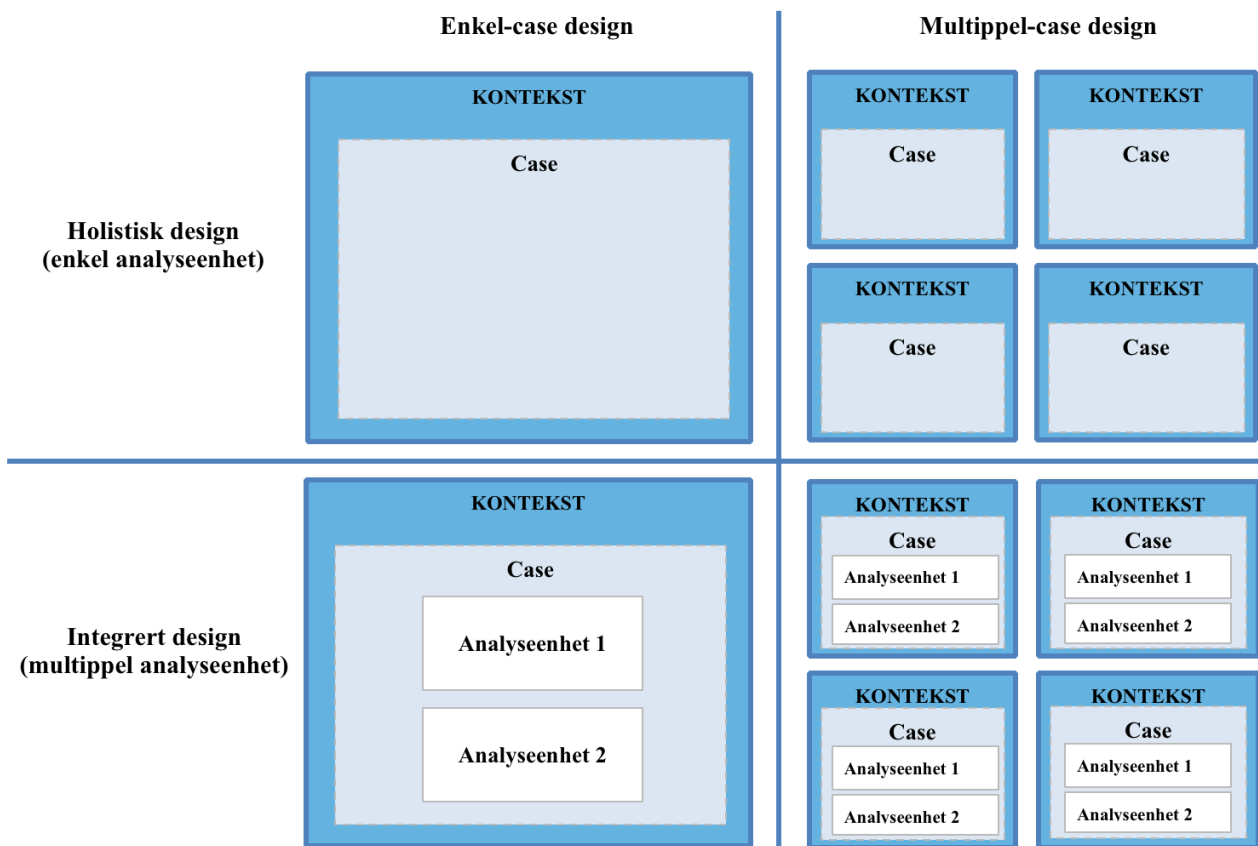 Enkel-case design
Multippel-case design
Holistisk design
(enkel analyseenhet)
KONTEKST
Case
KONTEKST
Case
KONTEKST
Case
KONTEKST
Case
KONTEKST
Case
Integrert design
(multippel analyseenhet)
KONTEKST
Case
Analyseenhet 1
Analyseenhet 2
KONTEKST
Case
Analyseenhet 1
Analyseenhet 2
KONTEKST
Case
Analyseenhet 1
Analyseenhet 2
KONTEKST
Case
Analyseenhet 1
Analyseenhet 2
KONTEKST
Case
Analyseenhet 1
Analyseenhet 2